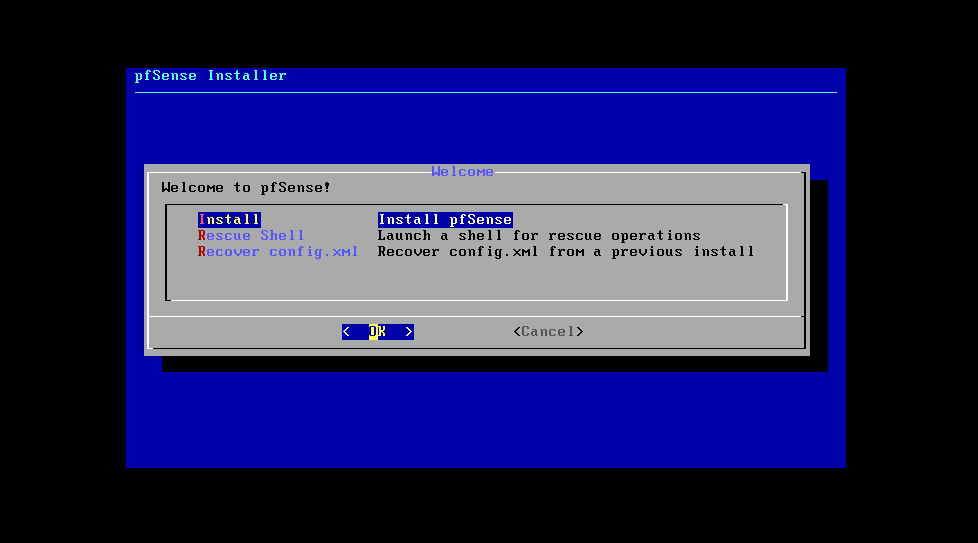 pfSense Installer
Welcome
Welcome to pfSense!
Install Install pfSense
Rescue Shell Launch a shell for rescue operations
Recover config.xml Recover config.xml from a previous install
< OK > <Cancel>